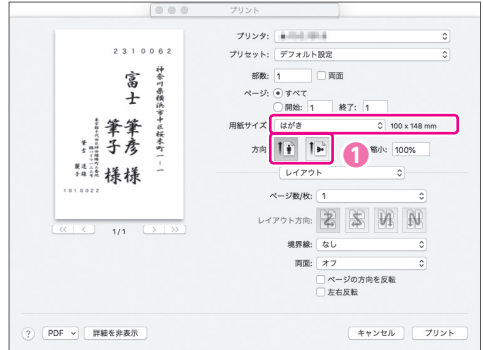 プリント
プリンタ:
プリセット: デフォルト設定
部数: 1 両面
ページ: すべて
開始: 1 終了: 1
用紙サイズ はがき 100 x 148 mm
方向 1 縮小: 100%
レイアウト
ページ数/枚: 1
レイアウト方向:
境界線: なし
両面: オフ
ページの方向を反転
左右反転
2310062
神奈川県横浜市中区桜木町一-一
富士 筆彦 様
筆子 様
1010022
1/1
? PDF 詳細を非表示 キャンセル プリント